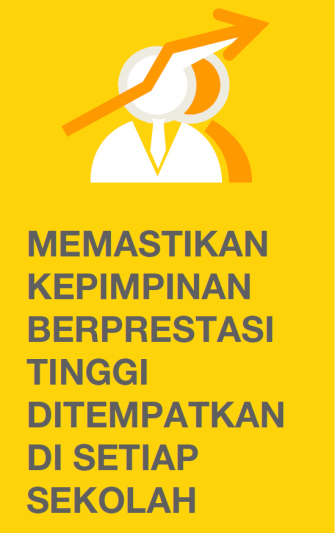 MEMASTIKAN
KEPIMPINAN
BERPRESTASI
TINGGI
DITEMPATKAN
DI SETIAP
SEKOLAH